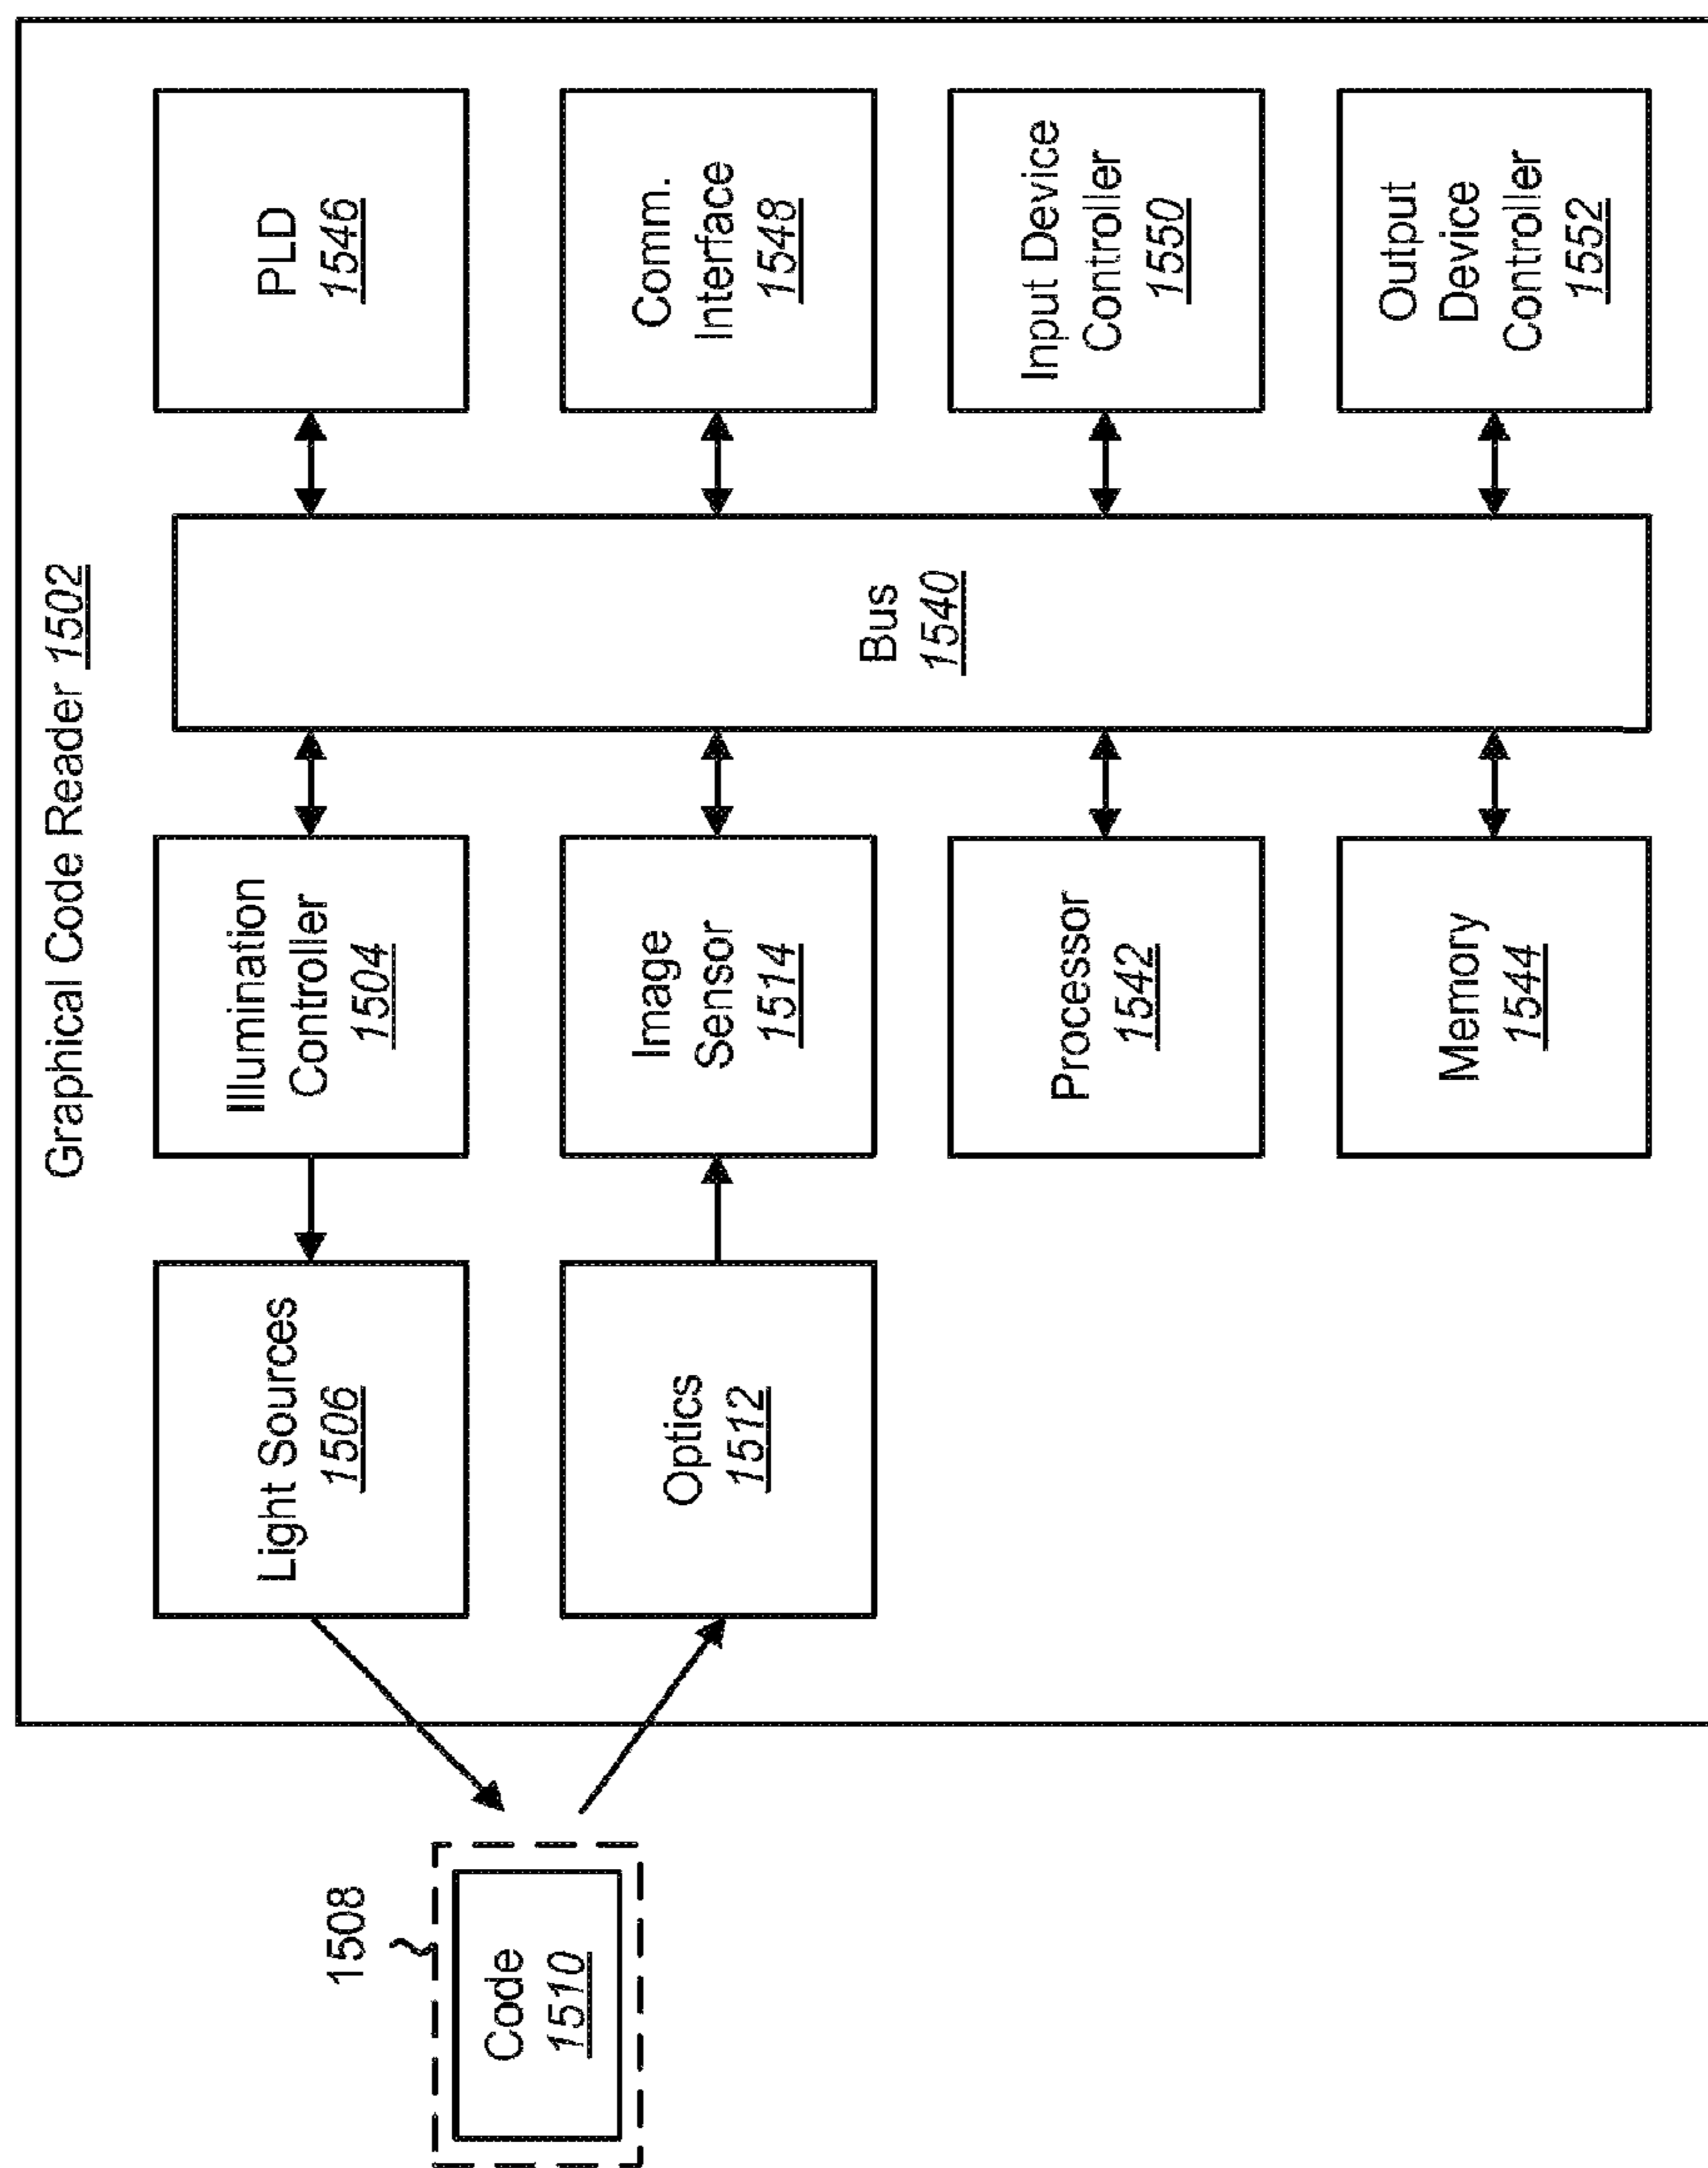 Graphical Code Reader 1502
1508
Code
1510
Light Sources
1506
Optics
1512
Illumination
Controller
1504
Image
Sensor
1514
Processor
1542
Memory
1544
Bus
1540
PLD
1546
Comm.
Interface
1548
Input Device
Controller
1550
Output
Device
Controller
1552